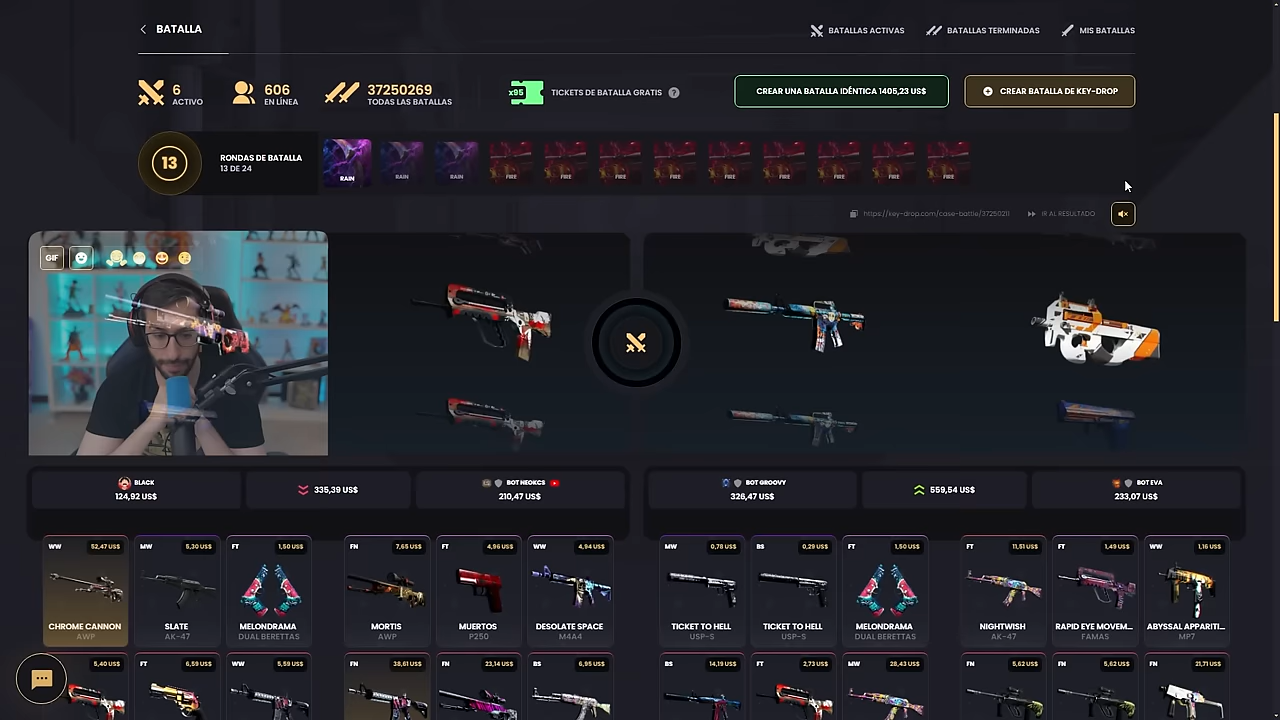 BATALLA
BATALLAS ACTIVAS
BATALLAS TERMINADAS
MIS BATALLAS
6
ACTIVO
606
EN LÍNEA
37250269
TODAS LAS BATALLAS
x95
TICKETS DE BATALLA GRATIS ?
CREAR UNA BATALLA IDÉNTICA 1405,23 US$
CREAR BATALLA DE KEY-DROP
13
RONDAS DE BATALLA
13 DE 24
RAIN RAIN RAIN FIRE FIRE FIRE FIRE FIRE FIRE FIRE FIRE FIRE
https://key-drop.com/case-battle/37250211
IR AL RESULTADO
GIF
BLACK
124,92 US$
335,39 US$
BOT HEOKCS
210,47 US$
BOT GROOVY
326,47 US$
559,54 US$
BOT EVA
233,07 US$
WW 52,47 US$
CHROME CANNON
AWP
MW 5,30 US$
SLATE
AK-47
FT 1,50 US$
MELONDRAMA
DUAL BERETTAS
FN 7,65 US$
MORTIS
AWP
FT 4,96 US$
MUERTOS
P250
WW 4,94 US$
DESOLATE SPACE
M4A4
MW 0,78 US$
TICKET TO HELL
USP-S
BS 0,29 US$
TICKET TO HELL
USP-S
FT 1,50 US$
MELONDRAMA
DUAL BERETTAS
FN 11,51 US$
NIGHTWISH
AK-47
FT 1,49 US$
RAPID EYE MOVEM...
FAMAS
WW 1,16 US$
ABYSSAL APPARITI...
MP7
5,40 US$
FT 6,59 US$
WW 5,59 US$
FN 38,61 US$
FN 23,14 US$
BS 6,95 US$
BS 14,19 US$
FT 2,73 US$
MW 28,43 US$
FN 5,62 US$
FN 5,62 US$
FN 21,71 US$